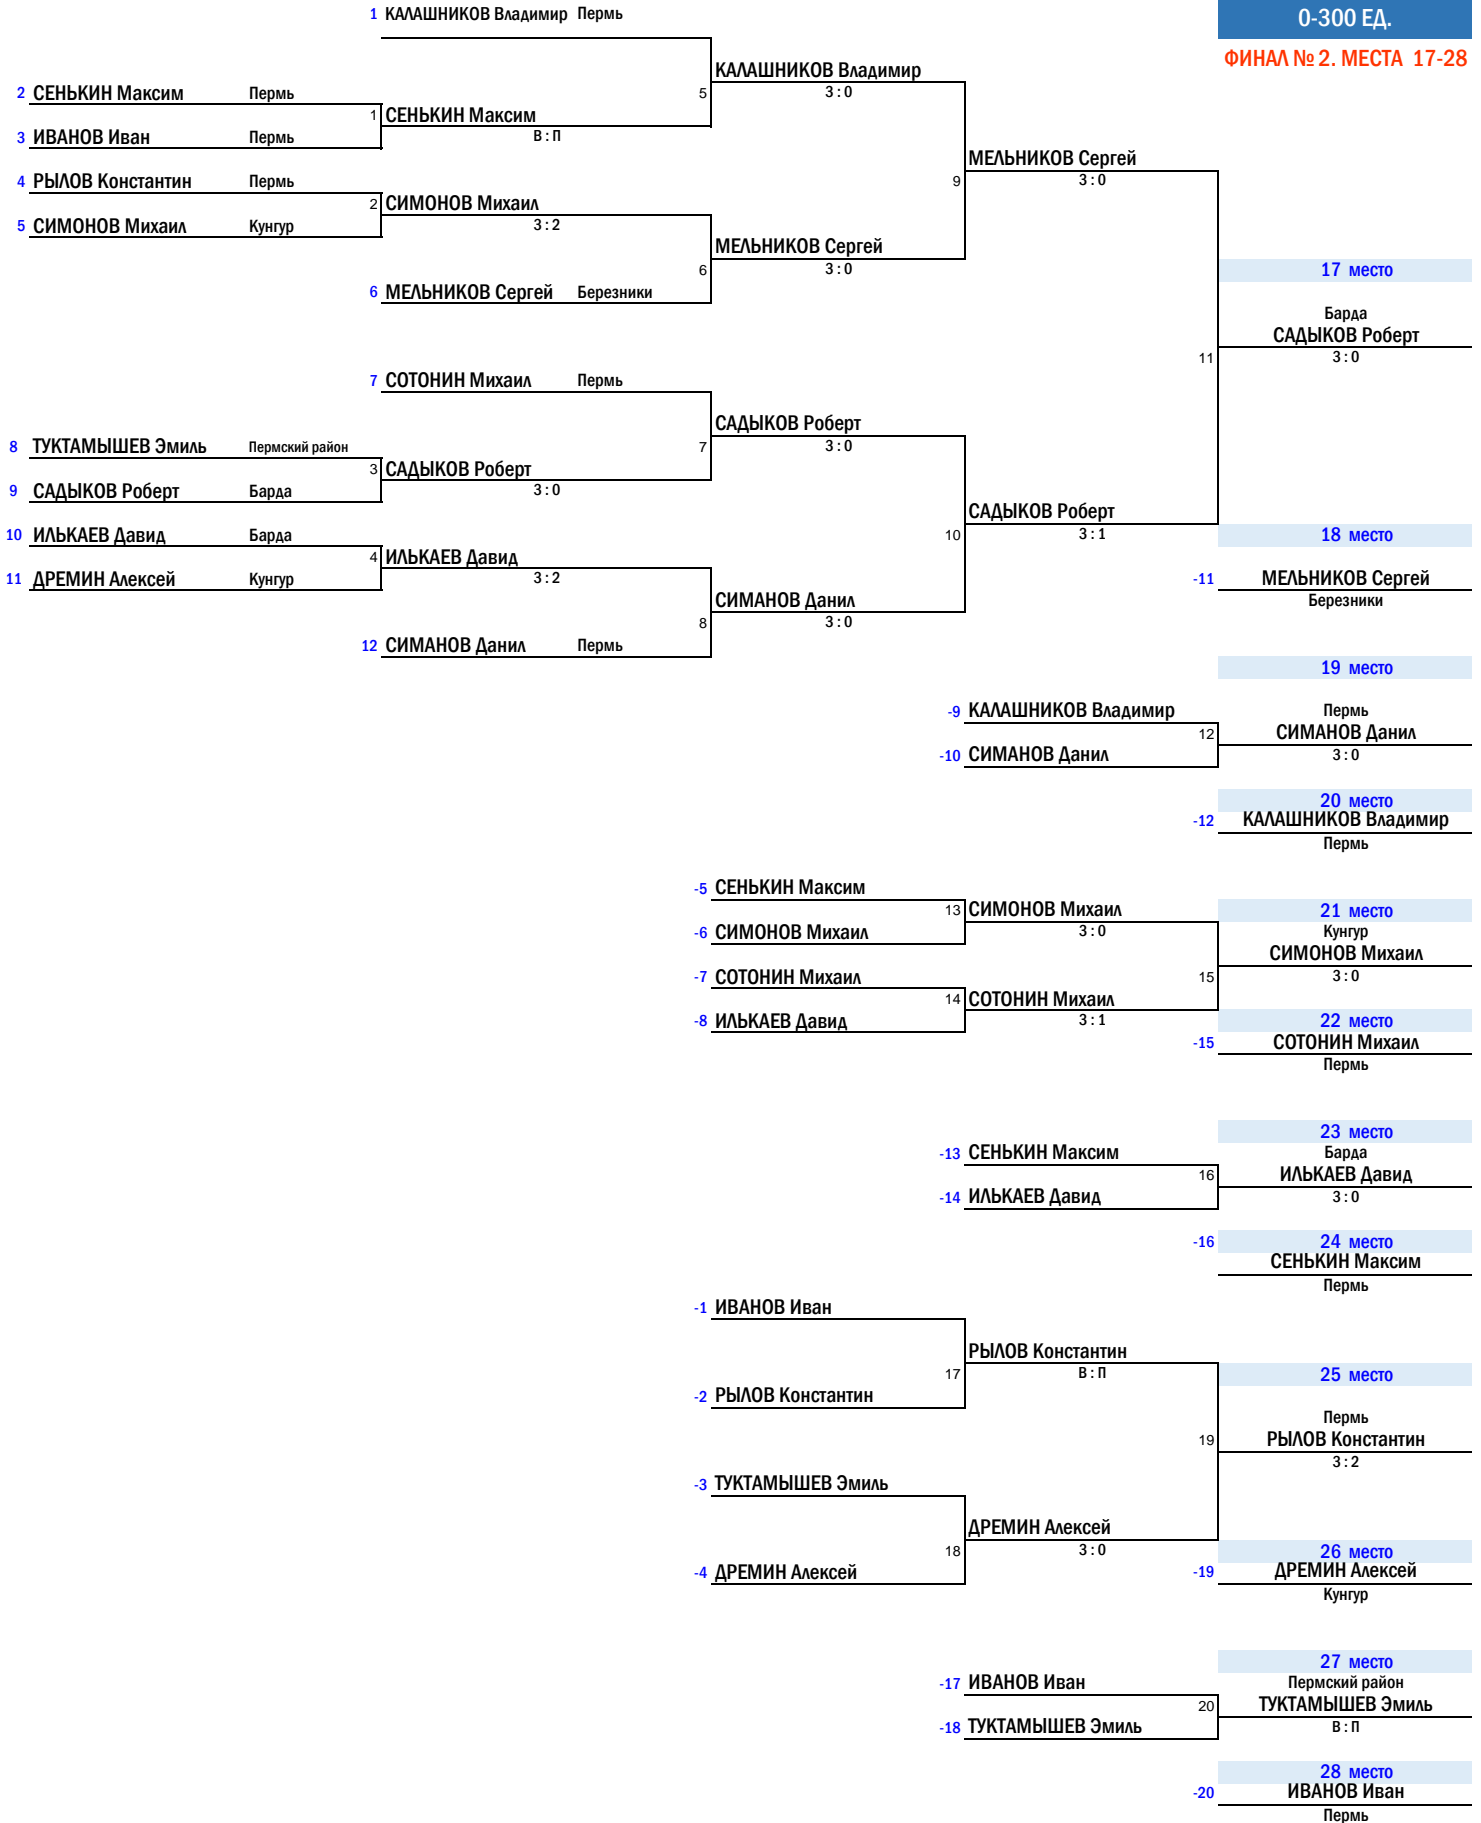 1 КАЛАШНИКОВ Владимир Пермь
0-300 ЕД.
ФИНАЛ № 2. МЕСТА 17-28
КАЛАШНИКОВ Владимир
5 3 : 0
2 СЕНЬКИН Максим Пермь
1 СЕНЬКИН Максим
В : П
3 ИВАНОВ Иван Пермь
МЕЛЬНИКОВ Сергей
9 3 : 0
4 РЫЛОВ Константин Пермь
2 СИМОНОВ Михаил
3 : 2
5 СИМОНОВ Михаил Кунгур
МЕЛЬНИКОВ Сергей
6 3 : 0
17 место
6 МЕЛЬНИКОВ Сергей Березники
Барда
САДЫКОВ Роберт
11 3 : 0
7 СОТОНИН Михаил Пермь
САДЫКОВ Роберт
7 3 : 0
8 ТУКТАМЫШЕВ Эмиль Пермский район
3 САДЫКОВ Роберт
3 : 0
9 САДЫКОВ Роберт Барда
САДЫКОВ Роберт
10 3 : 1
18 место
10 ИЛЬКАЕВ Давид Барда
4 ИЛЬКАЕВ Давид
3 : 2
11 ДРЕМИН Алексей Кунгур
-11 МЕЛЬНИКОВ Сергей
Березники
СИМАНОВ Данил
8 3 : 0
12 СИМАНОВ Данил Пермь
19 место
-9 КАЛАШНИКОВ Владимир Пермь
12 СИМАНОВ Данил
-10 СИМАНОВ Данил 3 : 0
20 место
-12 КАЛАШНИКОВ Владимир
Пермь
-5 СЕНЬКИН Максим
13 СИМОНОВ Михаил 21 место
-6 СИМОНОВ Михаил 3 : 0 Кунгур
СИМОНОВ Михаил
-7 СОТОНИН Михаил 15 3 : 0
14 СОТОНИН Михаил
-8 ИЛЬКАЕВ Давид 3 : 1 22 место
-15 СОТОНИН Михаил
Пермь
23 место
-13 СЕНЬКИН Максим Барда
16 ИЛЬКАЕВ Давид
-14 ИЛЬКАЕВ Давид 3 : 0
-16 24 место
СЕНЬКИН Максим
Пермь
-1 ИВАНОВ Иван
РЫЛОВ Константин
17 В : П 25 место
-2 РЫЛОВ Константин
Пермь
19 РЫЛОВ Константин
3 : 2
-3 ТУКТАМЫШЕВ Эмиль
ДРЕМИН Алексей
18 3 : 0 26 место
-4 ДРЕМИН Алексей -19 ДРЕМИН Алексей
Кунгур
27 место
-17 ИВАНОВ Иван Пермский район
20 ТУКТАМЫШЕВ Эмиль
-18 ТУКТАМЫШЕВ Эмиль В : П
28 место
-20 ИВАНОВ Иван
Пермь